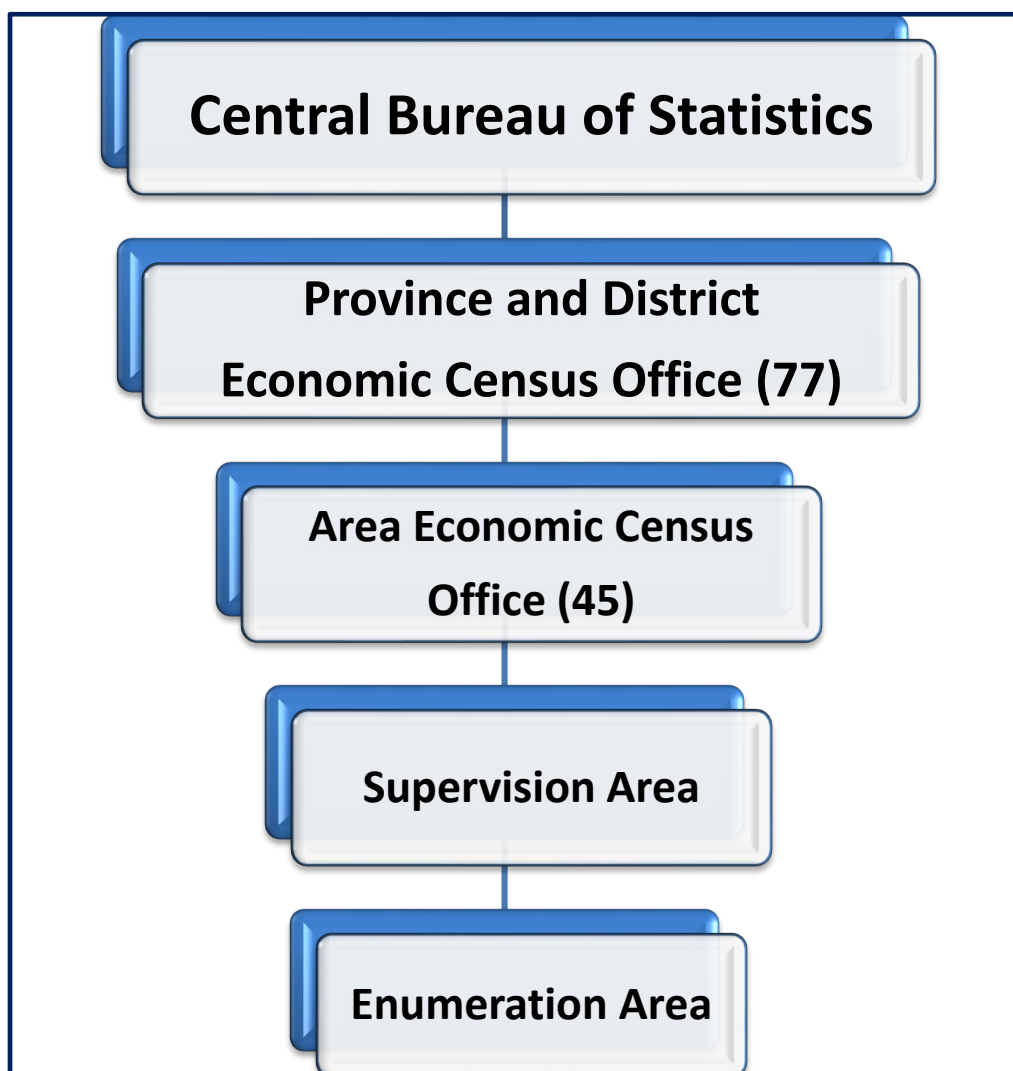 Central Bureau of Statistics
Province and District
Economic Census Office (77)
Area Economic Census
Office (45)
Supervision Area
Enumeration Area